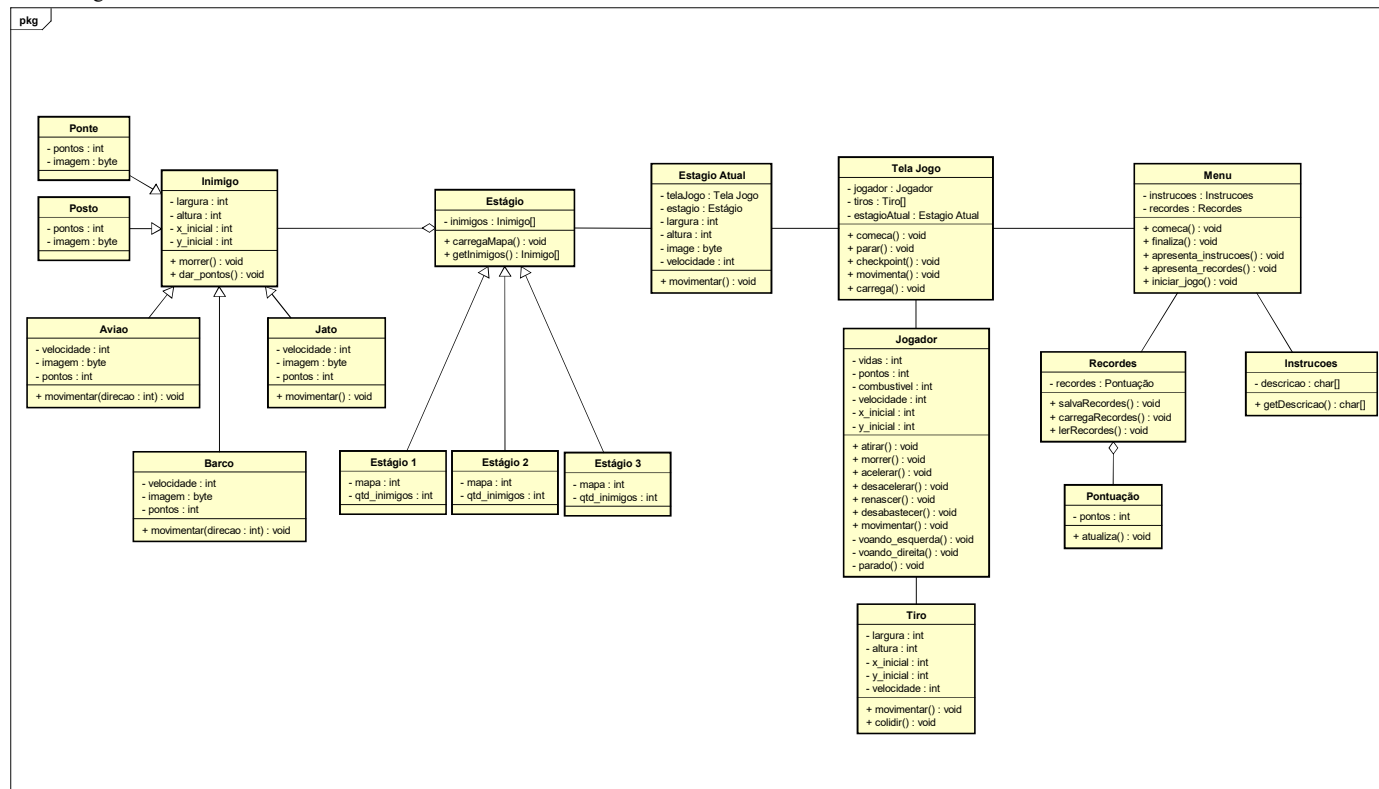 pkg
Ponte
- pontos : int
- imagem : byte
Posto
- pontos : int
- imagem : byte
Inimigo
- largura : int
- altura : int
- x_inicial : int
- y_inicial : int
+ morrer() : void
+ dar_pontos() : void
Aviao
- velocidade : int
- imagem : byte
- pontos : int
+ movimentar(direcao : int) : void
Jato
- velocidade : int
- imagem : byte
- pontos : int
+ movimentar() : void
Barco
- velocidade : int
- imagem : byte
- pontos : int
+ movimentar(direcao : int) : void
Estágio
- inimigos : Inimigo[]
+ carregaMapa() : void
+ getInimigos() : Inimigo[]
Estágio 1
- mapa : int
- qtd_inimigos : int
Estágio 2
- mapa : int
- qtd_inimigos : int
Estágio 3
- mapa : int
- qtd_inimigos : int
Estagio Atual
- telaJogo : Tela Jogo
- estagio : Estágio
- largura : int
- altura : int
- image : byte
- velocidade : int
+ movimentar() : void
Tela Jogo
- jogador : Jogador
- tiros : Tiro[]
- estagioAtual : Estagio Atual
+ comeca() : void
+ parar() : void
+ checkpoint() : void
+ movimenta() : void
+ carrega() : void
Jogador
- vidas : int
- pontos : int
- combustivel : int
- velocidade : int
- x_inicial : int
- y_inicial : int
+ atirar() : void
+ morrer() : void
+ acelerar() : void
+ desacelerar() : void
+ renascer() : void
+ desabastecer() : void
+ movimentar() : void
- voando_esquerda() : void
- voando_direita() : void
- parado() : void
Tiro
- largura : int
- altura : int
- x_inicial : int
- y_inicial : int
- velocidade : int
+ movimentar() : void
+ colidir() : void
Menu
- instrucoes : Instrucoes
- recordes : Recordes
+ comeca() : void
+ finaliza() : void
+ apresenta_instrucoes() : void
+ apresenta_recordes() : void
+ iniciar_jogo() : void
Recordes
- recordes : Pontuação
+ salvaRecordes() : void
+ carregaRecordes() : void
+ lerRecordes() : void
Instrucoes
- descricao : char[]
+ getDescricao() : char[]
Pontuação
- pontos : int
+ atualiza() : void